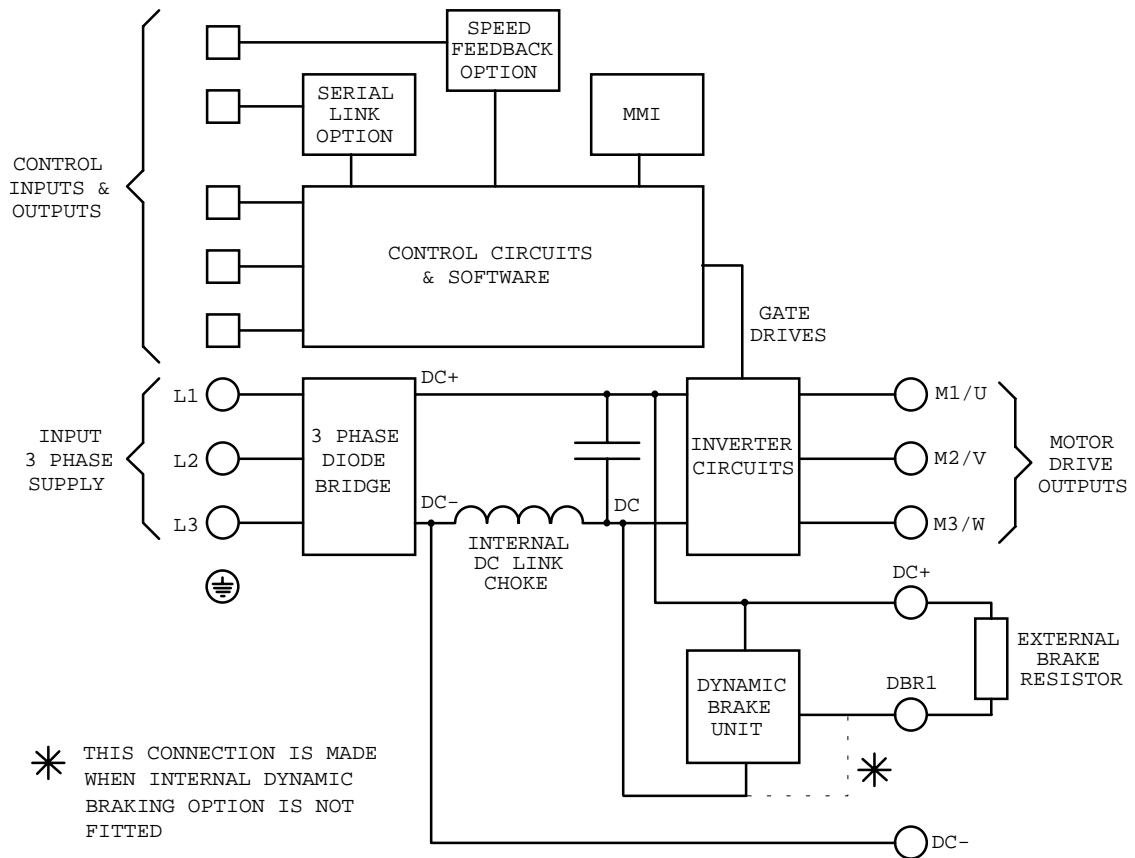 SPEED
FEEDBACK
OPTION
SERIAL
LINK
OPTION
MMI
CONTROL
INPUTS &
OUTPUTS
CONTROL CIRCUITS
& SOFTWARE
GATE
DRIVES
INPUT
3 PHASE
SUPPLY
L1
L2
L3
3 PHASE
DIODE
BRIDGE
DC+
DC-
INTERNAL
DC LINK
CHOKE
DC
INVERTER
CIRCUITS
M1/U
M2/V
M3/W
MOTOR
DRIVE
OUTPUTS
DC+
EXTERNAL
BRAKE
RESISTOR
DYNAMIC
BRAKE
UNIT
DBR1
DC-
THIS CONNECTION IS MADE
WHEN INTERNAL DYNAMIC
BRAKING OPTION IS NOT
FITTED